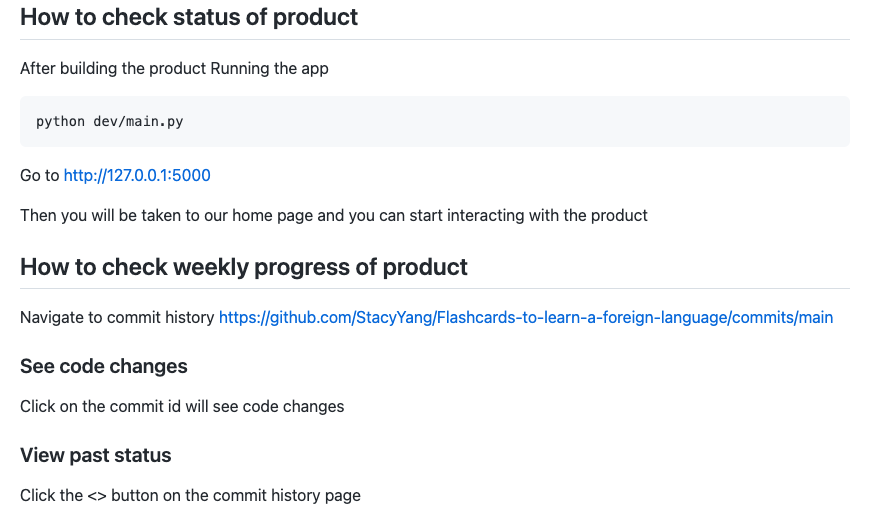 How to check status of product
After building the product Running the app
python dev/main.py
Go to http://127.0.0.1:5000
Then you will be taken to our home page and you can start interacting with the product
How to check weekly progress of product
Navigate to commit history https://github.com/StacyYang/Flashcards-to-learn-a-foreign-language/commits/main
See code changes
Click on the commit id will see code changes
View past status
Click the <> button on the commit history page